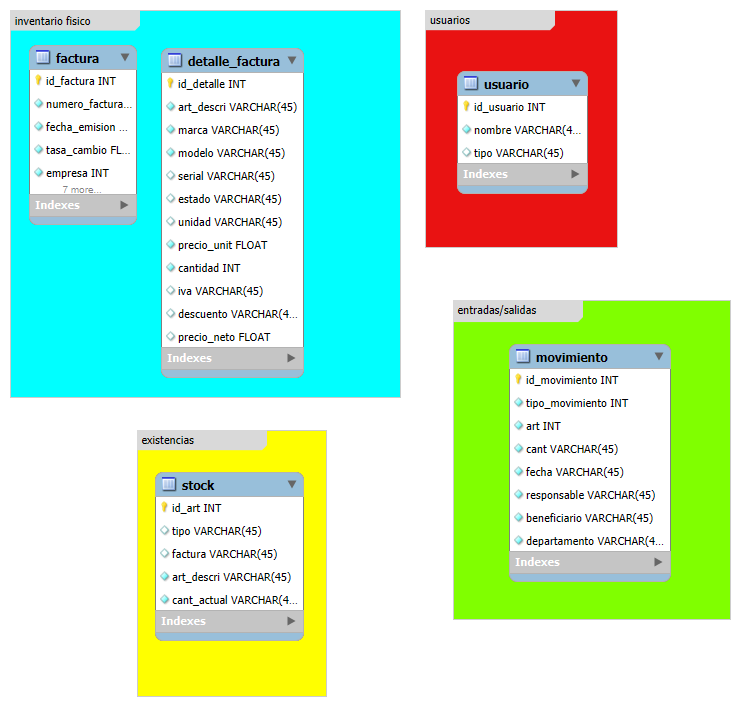 inventario fisico
factura
id_factura INT
numero_factura...
fecha_emision ...
tasa_cambio FL...
empresa INT
7 more...
Indexes
detalle_factura
id_detalle INT
art_descri VARCHAR(45)
marca VARCHAR(45)
modelo VARCHAR(45)
serial VARCHAR(45)
estado VARCHAR(45)
unidad VARCHAR(45)
precio_unit FLOAT
cantidad INT
iva VARCHAR(45)
descuento VARCHAR(4...
precio_neto FLOAT
Indexes
usuarios
usuario
id_usuario INT
nombre VARCHAR(4...
tipo VARCHAR(45)
Indexes
entradas/salidas
movimiento
id_movimiento INT
tipo_movimiento INT
art INT
cant VARCHAR(45)
fecha VARCHAR(45)
responsable VARCHAR(45)
beneficiario VARCHAR(45)
departamento VARCHAR(4...
Indexes
existencias
stock
id_art INT
tipo VARCHAR(45)
factura VARCHAR(45)
art_descri VARCHAR(45)
cant_actual VARCHAR(4...
Indexes